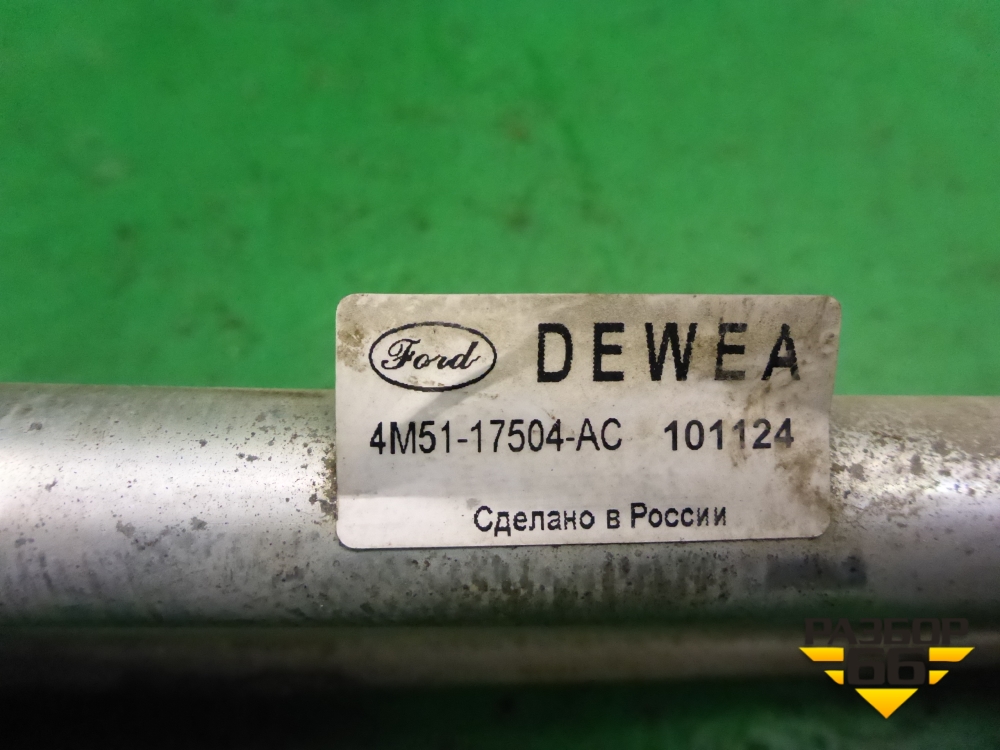 Ford DEWEA
4M51-17504-AC 101124
Сделано в России
РАЗБОР
06